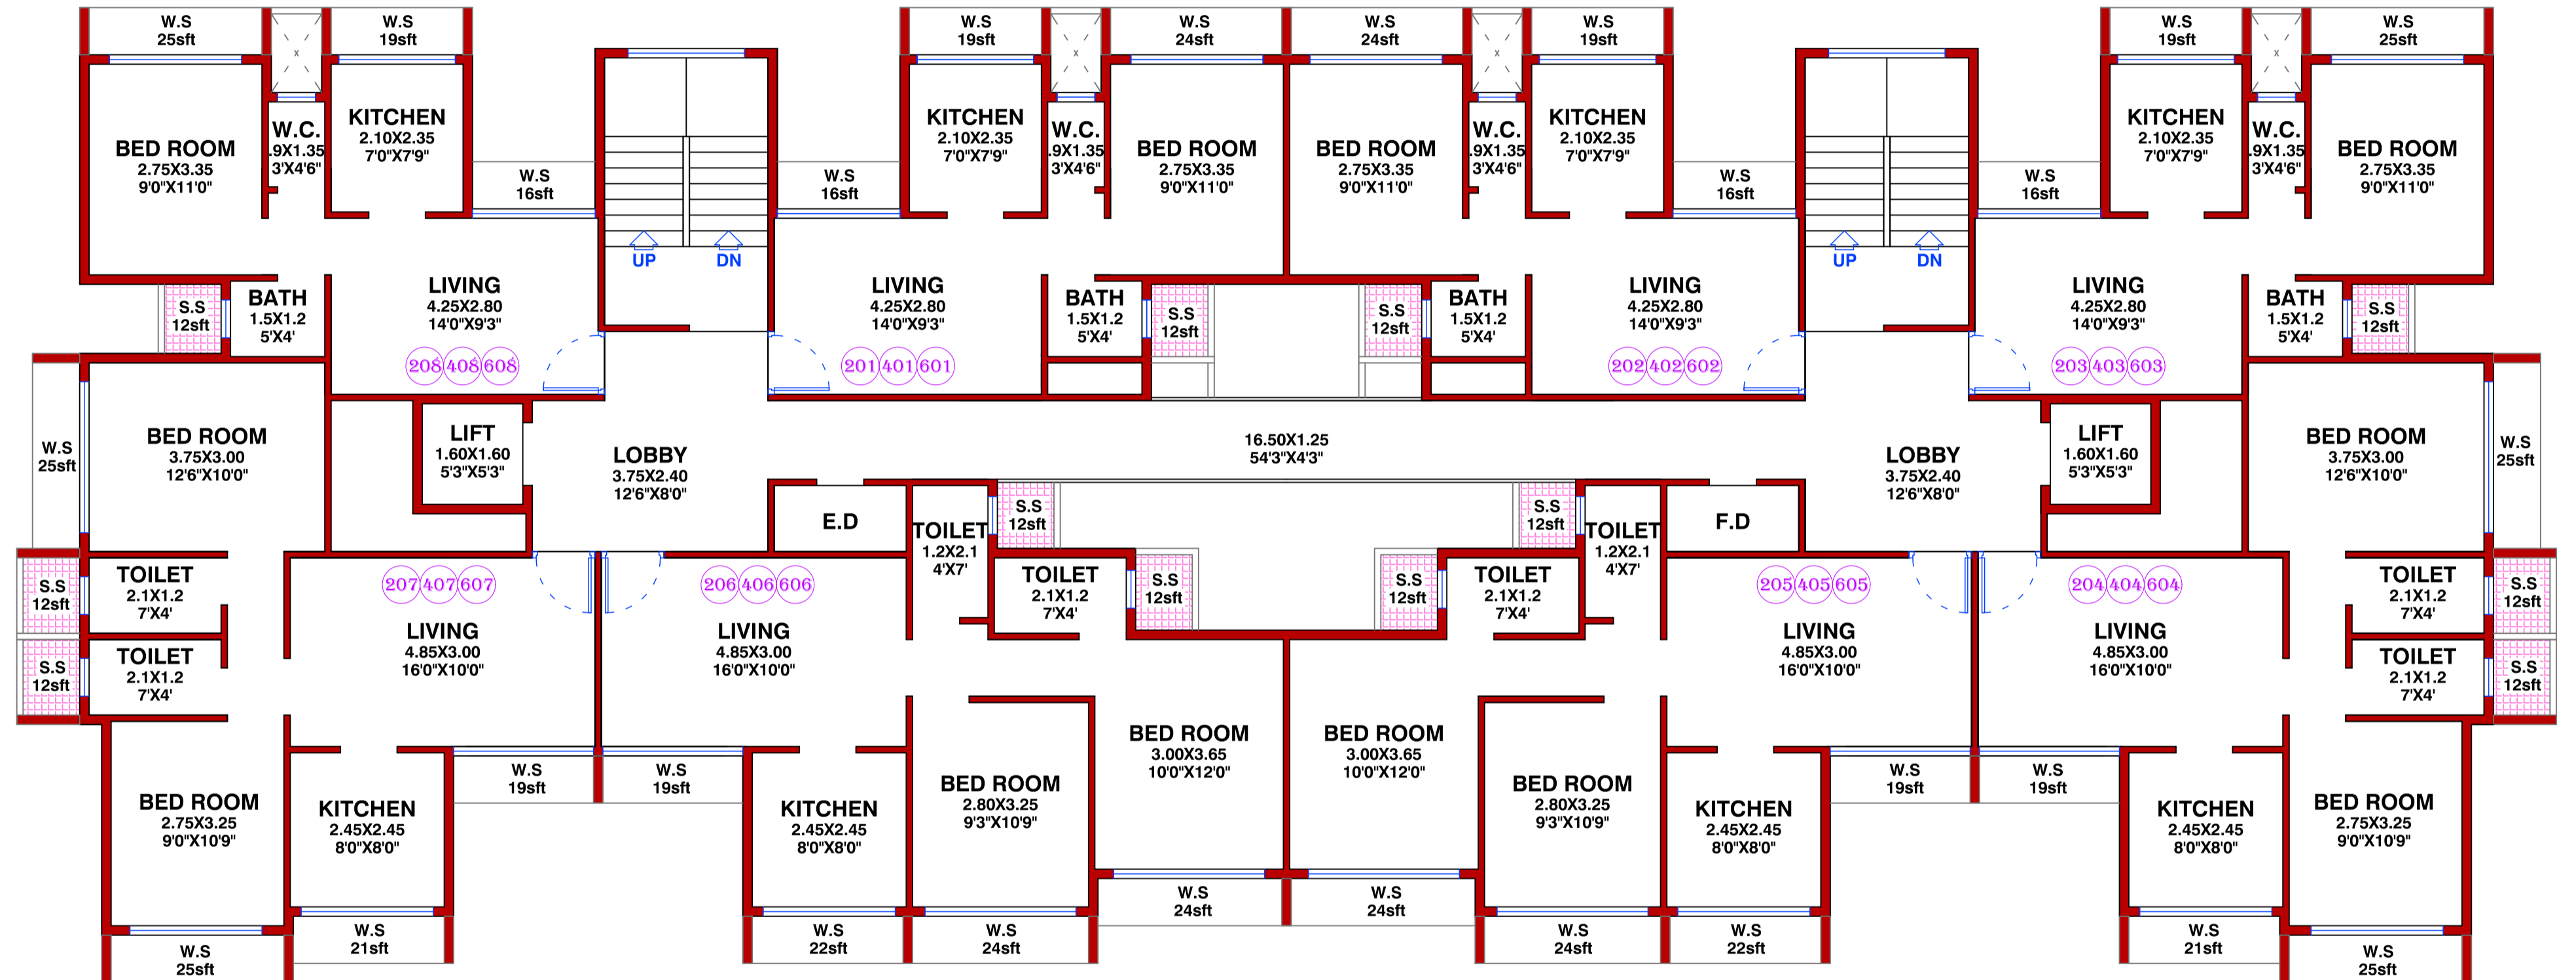 W.S
25sft
W.S
19sft
W.S
19sft
W.S
24sft
W.S
24sft
W.S
19sft
W.S
19sft
W.S
25sft
BED ROOM
2.75X3.35
9'0"X11'0"
W.C.
.9X1.35
3'X4'6"
KITCHEN
2.10X2.35
7'0"X7'9"
W.S
16sft
UP
DN
W.S
16sft
KITCHEN
2.10X2.35
7'0"X7'9"
W.C.
.9X1.35
3'X4'6"
BED ROOM
2.75X3.35
9'0"X11'0"
BED ROOM
2.75X3.35
9'0"X11'0"
W.C.
.9X1.35
3'X4'6"
KITCHEN
2.10X2.35
7'0"X7'9"
W.S
16sft
UP
DN
W.S
16sft
KITCHEN
2.10X2.35
7'0"X7'9"
W.C.
.9X1.35
3'X4'6"
BED ROOM
2.75X3.35
9'0"X11'0"
S.S
12sft
BATH
1.5X1.2
5'X4'
LIVING
4.25X2.80
14'0"X9'3"
208 408 608
LIVING
4.25X2.80
14'0"X9'3"
201 401 601
BATH
1.5X1.2
5'X4'
S.S
12sft
S.S
12sft
BATH
1.5X1.2
5'X4'
LIVING
4.25X2.80
14'0"X9'3"
202 402 602
LIVING
4.25X2.80
14'0"X9'3"
203 403 603
BATH
1.5X1.2
5'X4'
S.S
12sft
W.S
25sft
BED ROOM
3.75X3.00
12'6"X10'0"
LIFT
1.60X1.60
5'3"X5'3"
LOBBY
3.75X2.40
12'6"X8'0"
16.50X1.25
54'3"X4'3"
LOBBY
3.75X2.40
12'6"X8'0"
LIFT
1.60X1.60
5'3"X5'3"
BED ROOM
3.75X3.00
12'6"X10'0"
W.S
25sft
E.D
TOILET
1.2X2.1
4'X7'
S.S
12sft
S.S
12sft
TOILET
1.2X2.1
4'X7'
F.D
S.S
12sft
TOILET
2.1X1.2
7'X4'
207 407 607
206 406 606
TOILET
2.1X1.2
7'X4'
S.S
12sft
S.S
12sft
TOILET
2.1X1.2
7'X4'
205 405 605
204 404 604
TOILET
2.1X1.2
7'X4'
S.S
12sft
S.S
12sft
TOILET
2.1X1.2
7'X4'
LIVING
4.85X3.00
16'0"X10'0"
LIVING
4.85X3.00
16'0"X10'0"
LIVING
4.85X3.00
16'0"X10'0"
LIVING
4.85X3.00
16'0"X10'0"
TOILET
2.1X1.2
7'X4'
S.S
12sft
BED ROOM
2.75X3.25
9'0"X10'9"
KITCHEN
2.45X2.45
8'0"X8'0"
W.S
19sft
W.S
19sft
KITCHEN
2.45X2.45
8'0"X8'0"
BED ROOM
2.80X3.25
9'3"X10'9"
BED ROOM
3.00X3.65
10'0"X12'0"
BED ROOM
3.00X3.65
10'0"X12'0"
BED ROOM
2.80X3.25
9'3"X10'9"
KITCHEN
2.45X2.45
8'0"X8'0"
W.S
19sft
W.S
19sft
KITCHEN
2.45X2.45
8'0"X8'0"
BED ROOM
2.75X3.25
9'0"X10'9"
W.S
25sft
W.S
21sft
W.S
22sft
W.S
24sft
W.S
24sft
W.S
24sft
W.S
24sft
W.S
22sft
W.S
21sft
W.S
25sft